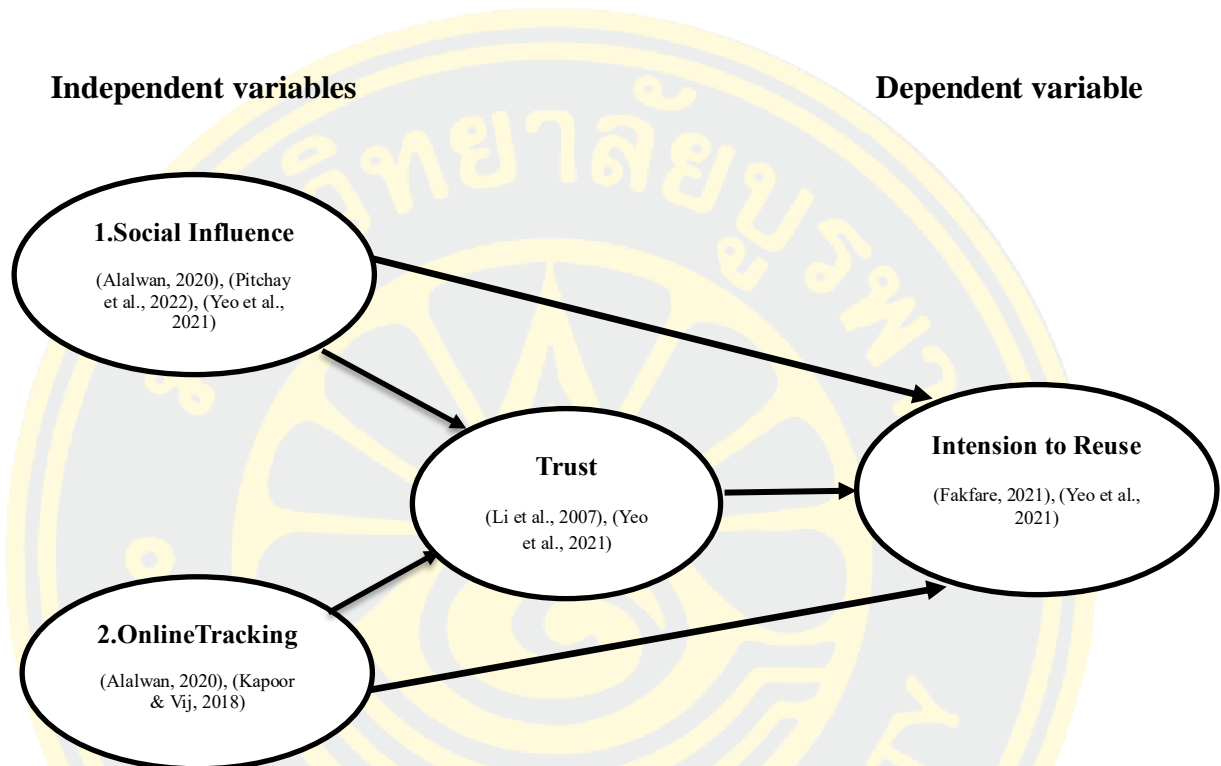 Independent variables
Dependent variable
1.Social Influence
(Alalwan, 2020), (Pitchay
et al., 2022), (Yeo et al.,
2021)
Trust
(Li et al., 2007), (Yeo
et al., 2021)
Intension to Reuse
(Fakfare, 2021), (Yeo et al.,
2021)
2.OnlineTracking
(Alalwan, 2020), (Kapoor
& Vij, 2018)